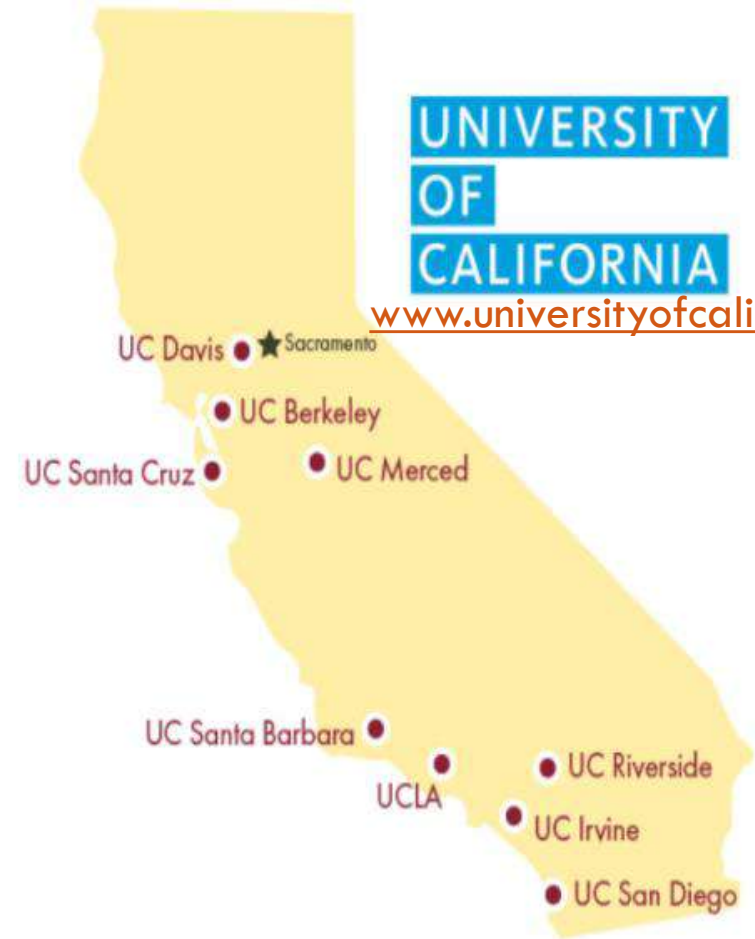 UNIVERSITY
OF
CALIFORNIA
www.universityofcali
UC Davis
Sacramento
UC Berkeley
UC Santa Cruz
UC Merced
UC Santa Barbara
UCLA
UC Riverside
UC Irvine
UC San Diego